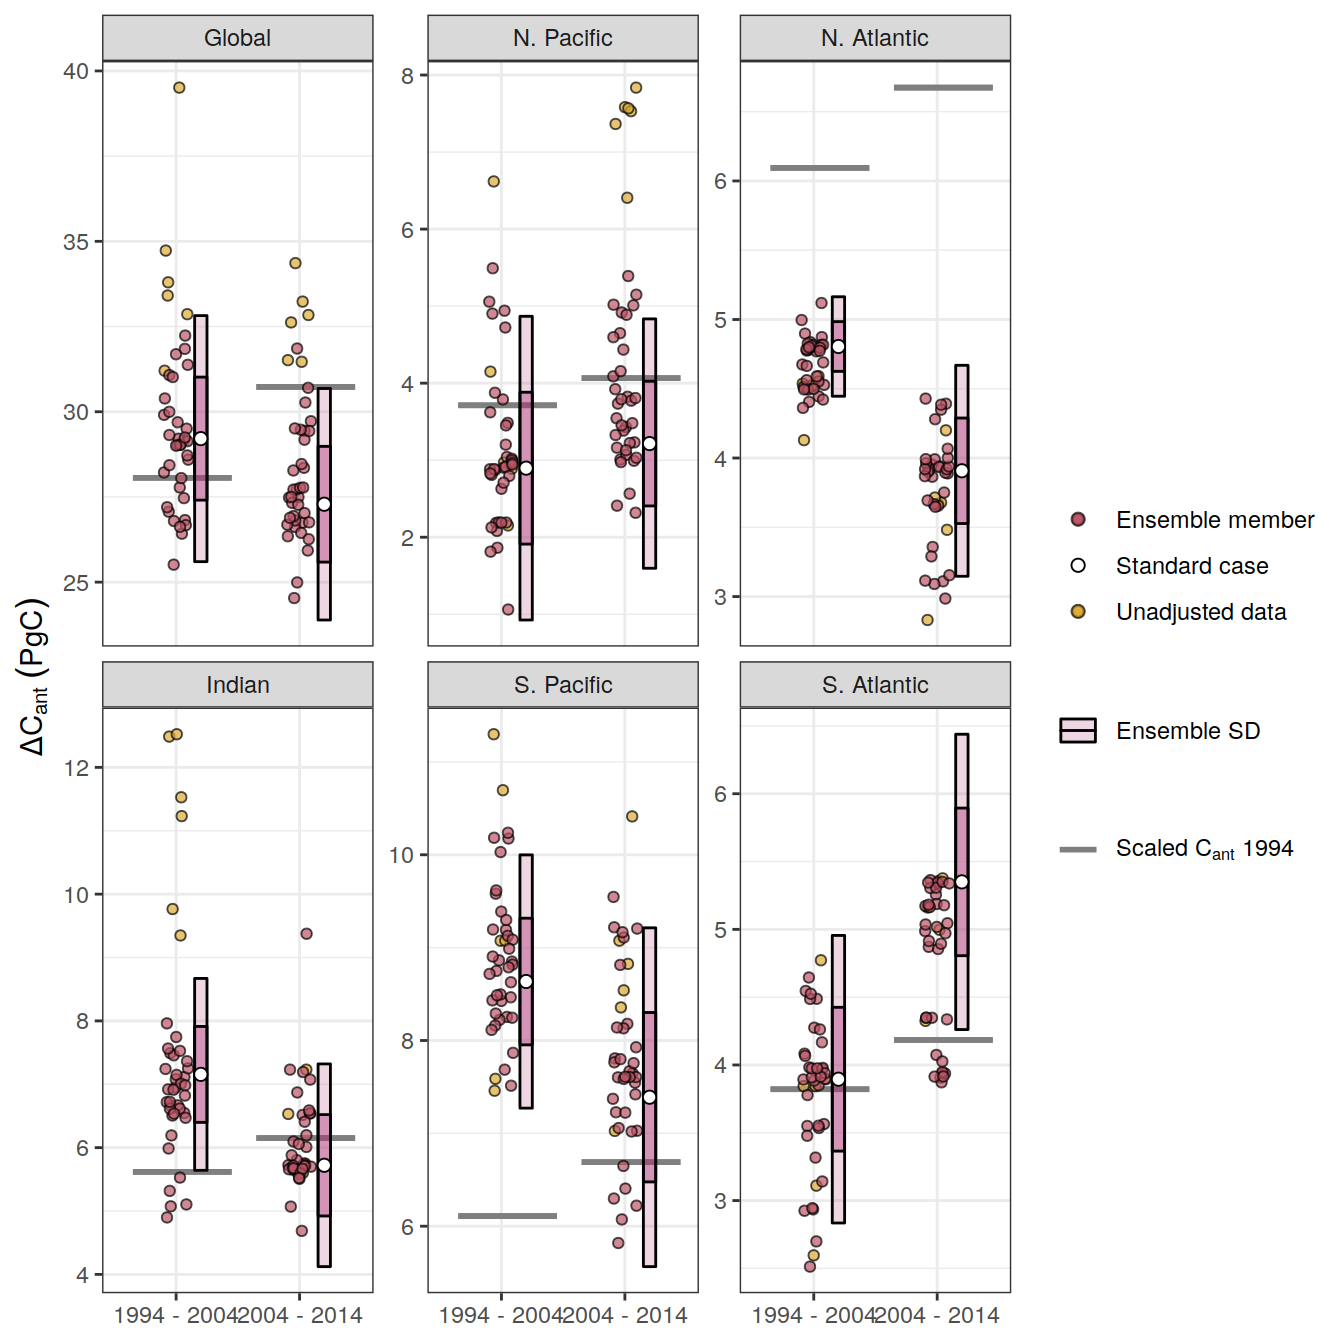 Global
N. Pacific
N. Atlantic
40
35
30
25
8
6
4
2
6
5
4
3
ΔCant (PgC)
Ensemble member
Standard case
Unadjusted data
Ensemble SD
Scaled Cant 1994
Indian
S. Pacific
S. Atlantic
12
10
8
6
4
10
8
6
6
5
4
3
1994 - 2004 2004 - 2014
1994 - 2004 2004 - 2014
1994 - 2004 2004 - 2014